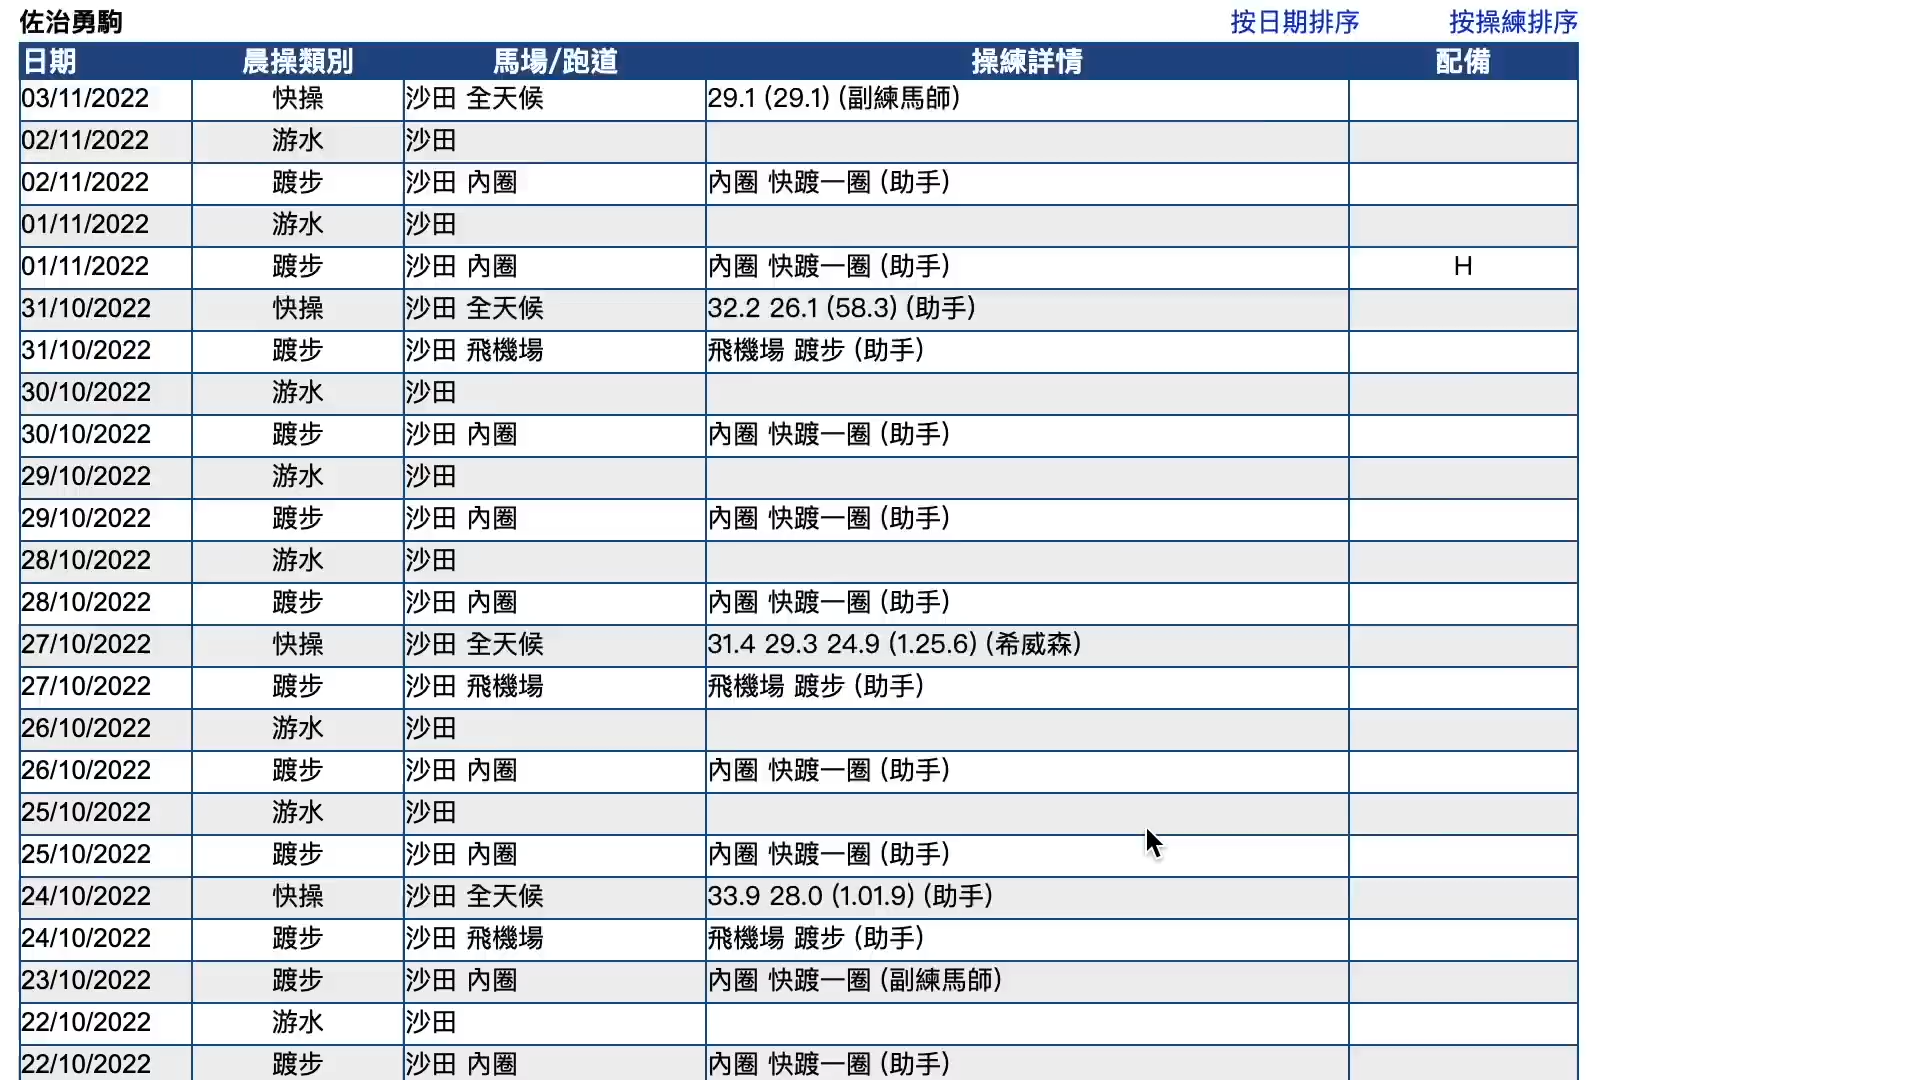 佐治勇駒 按日期排序 按操練排序
日期 晨操類別 馬場/跑道 操練詳情 配備
03/11/2022 快操 沙田 全天候 29.1 (29.1) (副練馬師)
02/11/2022 游水 沙田
02/11/2022 踱步 沙田 內圈 內圈 快踱一圈 (助手)
01/11/2022 游水 沙田
01/11/2022 踱步 沙田 內圈 內圈 快踱一圈 (助手) H
31/10/2022 快操 沙田 全天候 32.2 26.1 (58.3) (助手)
31/10/2022 踱步 沙田 飛機場 飛機場 踱步 (助手)
30/10/2022 游水 沙田
30/10/2022 踱步 沙田 內圈 內圈 快踱一圈 (助手)
29/10/2022 游水 沙田
29/10/2022 踱步 沙田 內圈 內圈 快踱一圈 (助手)
28/10/2022 游水 沙田
28/10/2022 踱步 沙田 內圈 內圈 快踱一圈 (助手)
27/10/2022 快操 沙田 全天候 31.4 29.3 24.9 (1.25.6) (希威森)
27/10/2022 踱步 沙田 飛機場 飛機場 踱步 (助手)
26/10/2022 游水 沙田
26/10/2022 踱步 沙田 內圈 內圈 快踱一圈 (助手)
25/10/2022 游水 沙田
25/10/2022 踱步 沙田 內圈 內圈 快踱一圈 (助手)
24/10/2022 快操 沙田 全天候 33.9 28.0 (1.01.9) (助手)
24/10/2022 踱步 沙田 飛機場 飛機場 踱步 (助手)
23/10/2022 踱步 沙田 內圈 內圈 快踱一圈 (副練馬師)
22/10/2022 游水 沙田
22/10/2022 踱步 沙田 內圈 內圈 快踱一圈 (助手)